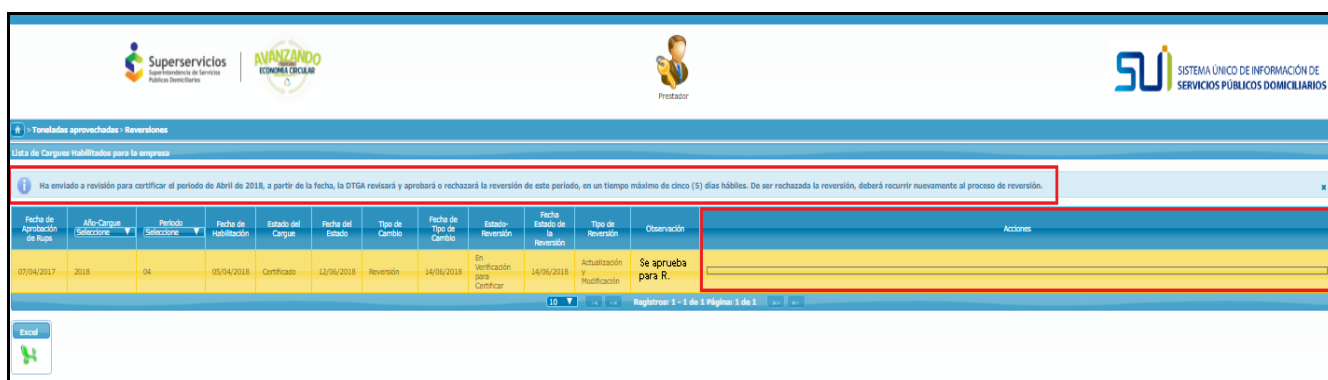 Superservicios
Superintendencia de Servicios
Públicos Domiciliarios
AVANZANDO
ECONOMÍA CIRCULAR
Prestador
SUI
SISTEMA ÚNICO DE INFORMACIÓN DE
SERVICIOS PÚBLICOS DOMICILIARIOS
> Toneladas aprovechadas > Reversiones
Lista de Cargues Habilitados para la empresa
Ha enviado a revisión para certificar el periodo de Abril de 2018, a partir de la fecha, la DTGA revisará y aprobará o rechazará la reversión de este período, en un tiempo máximo de cinco (5) días hábiles. De ser rechazada la reversión, deberá recurrir nuevamente al proceso de reversión.
Fecha de Aprobación de Rups Año-Cargue Seleccione Periodo Seleccione Fecha de Habilitación Estado del Cargue Fecha del Estado Tipo de Cambio Fecha de Tipo de Cambio Estado-Reversión Fecha Estado de la Reversión Tipo de Reversión Observación Acciones
07/04/2017 2018 04 05/04/2018 Certificado 12/06/2018 Reversión 14/06/2018 En Verificación para Certificar 14/06/2018 Actualización y Modificación Se aprueba para R.
10 Registros: 1 - 1 de 1 Página: 1 de 1
Excel